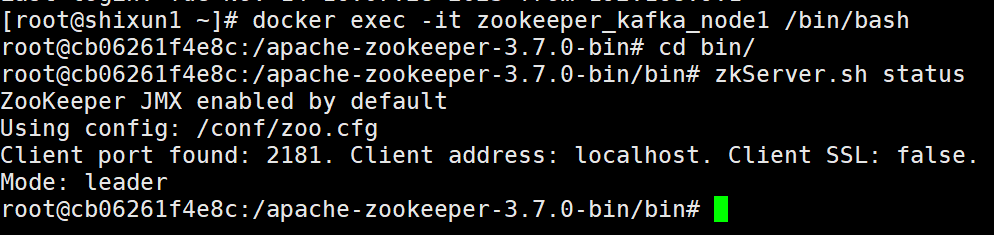 [root@shixun1 ~]# docker exec -it zookeeper_kafka_node1 /bin/bash
root@cb06261f4e8c:/apache-zookeeper-3.7.0-bin# cd bin/
root@cb06261f4e8c:/apache-zookeeper-3.7.0-bin/bin# zkServer.sh status
ZooKeeper JMX enabled by default
Using config: /conf/zoo.cfg
Client port found: 2181. Client address: localhost. Client SSL: false.
Mode: leader
root@cb06261f4e8c:/apache-zookeeper-3.7.0-bin/bin#